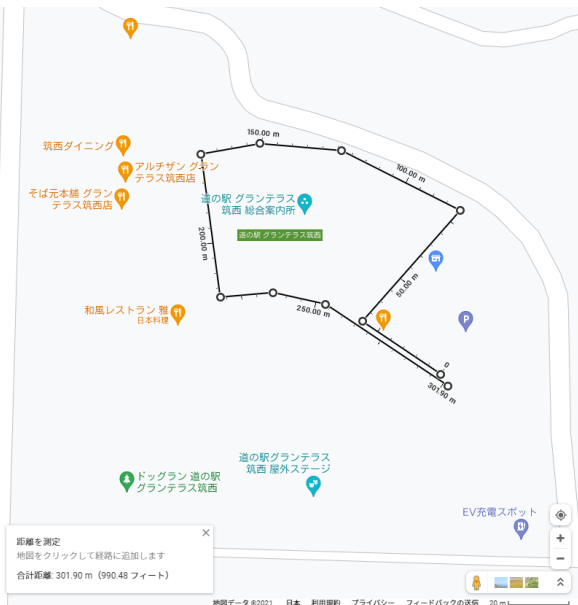 150.00 m
100.00 m
筑西ダイニング
アルチザン グラン
テラス筑西店
そば元本舗 グラン
テラス筑西店
道の駅 グランテラス
筑西 総合案内所
道の駅 グランテラス筑西
200.00 m
50.00 m
和風レストラン 雅
日本料理
250.00 m
P
0
301.90 m
道の駅グランテラス
筑西 屋外ステージ
ドッグラン 道の駅
グランテラス筑西
EV充電スポット
距離を測定
地図をクリックして経路に追加します
合計距離: 301.90 m（990.48 フィート）
地図データ ©2021 日本 利用規約 プライバシー フィードバックの送信 20 m